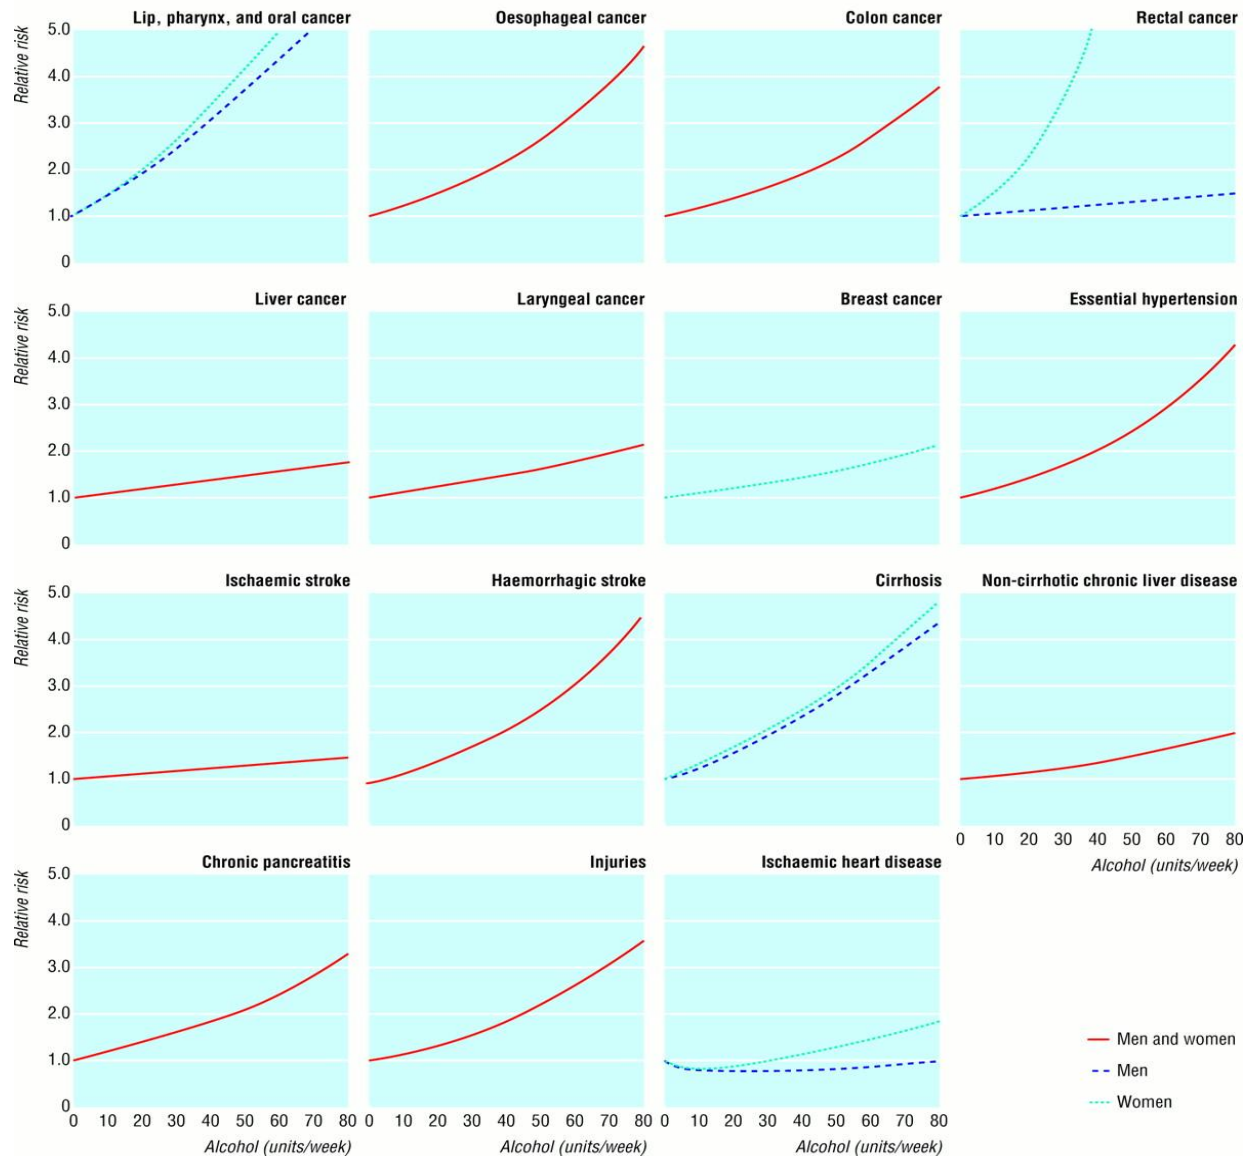 Lip, pharynx, and oral cancer
Oesophageal cancer
Colon cancer
Rectal cancer
Relative risk
5.0
4.0
3.0
2.0
1.0
0
Liver cancer
Laryngeal cancer
Breast cancer
Essential hypertension
Relative risk
5.0
4.0
3.0
2.0
1.0
0
Ischaemic stroke
Haemorrhagic stroke
Cirrhosis
Non-cirrhotic chronic liver disease
Relative risk
5.0
4.0
3.0
2.0
1.0
0
0 10 20 30 40 50 60 70 80
Alcohol (units/week)
Chronic pancreatitis
Injuries
Ischaemic heart disease
Relative risk
5.0
4.0
3.0
2.0
1.0
0
0 10 20 30 40 50 60 70 80
Alcohol (units/week)
0 10 20 30 40 50 60 70 80
Alcohol (units/week)
0 10 20 30 40 50 60 70 80
Alcohol (units/week)
Men and women
Men
Women